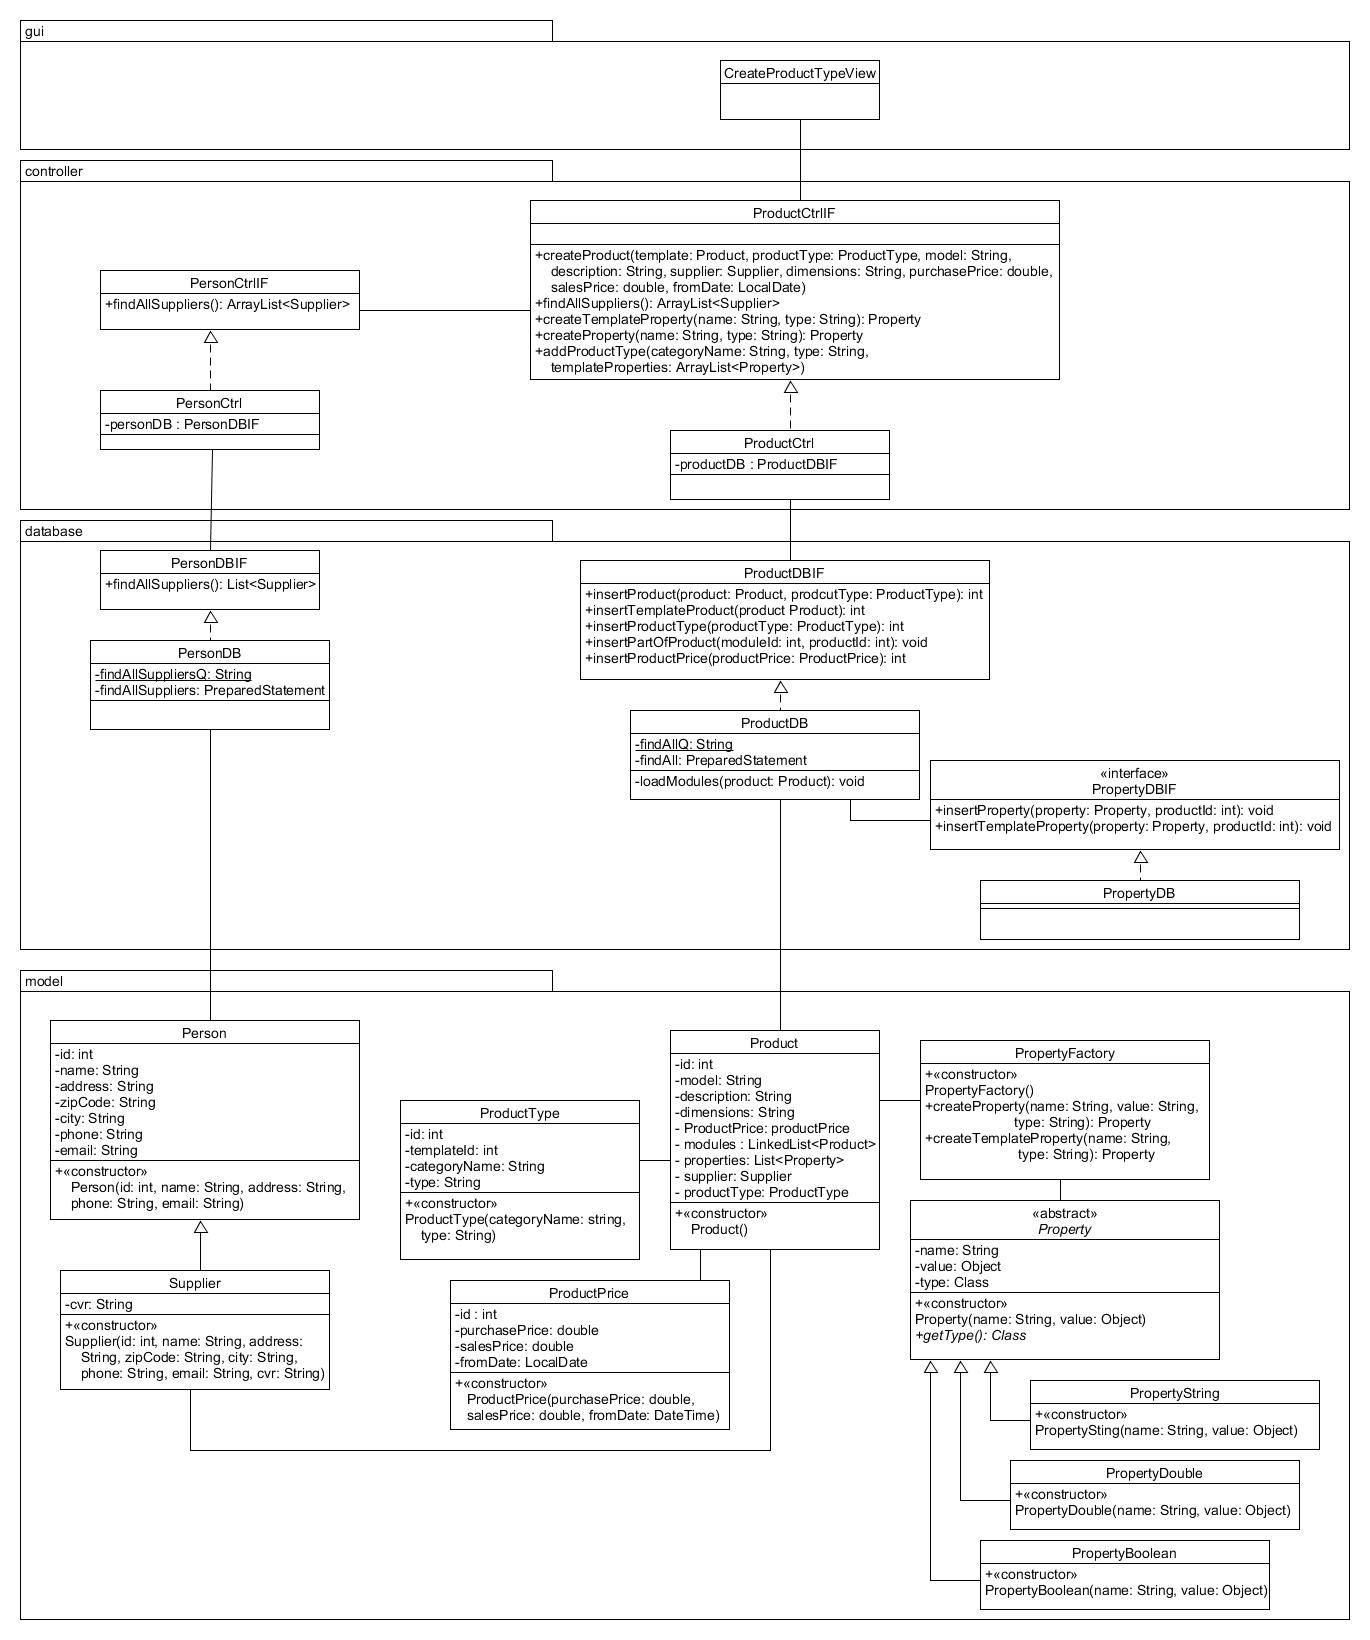 gui
CreateProductTypeView
controller
ProductCtrlIF
+createProduct(template: Product, productType: ProductType, model: String,
description: String, supplier: Supplier, dimensions: String, purchasePrice: double,
salesPrice: double, fromDate: LocalDate)
+findAllSuppliers(): ArrayList<Supplier>
+createTemplateProperty(name: String, type: String): Property
+createProperty(name: String, type: String): Property
+addProductType(categoryName: String, type: String,
templateProperties: ArrayList<Property>)
PersonCtrlIF
+findAllSuppliers(): ArrayList<Supplier>
PersonCtrl
-personDB : PersonDBIF
ProductCtrl
-productDB : ProductDBIF
database
PersonDBIF
+findAllSuppliers(): List<Supplier>
PersonDB
-findAllSuppliersQ: String
-findAllSuppliers: PreparedStatement
ProductDBIF
+insertProduct(product: Product, prodcutType: ProductType): int
+insertTemplateProduct(product Product): int
+insertProductType(productType: ProductType): int
+insertPartOfProduct(moduleId: int, productId: int): void
+insertProductPrice(productPrice: ProductPrice): int
ProductDB
-findAllQ: String
-findAll: PreparedStatement
-loadModules(product: Product): void
«interface»
PropertyDBIF
+insertProperty(property: Property, productId: int): void
+insertTemplateProperty(property: Property, productId: int): void
PropertyDB
model
Person
-id: int
-name: String
-address: String
-zipCode: String
-city: String
-phone: String
-email: String
+«constructor»
Person(id: int, name: String, address: String,
phone: String, email: String)
Supplier
-cvr: String
+«constructor»
Supplier(id: int, name: String, address:
String, zipCode: String, city: String,
phone: String, email: String, cvr: String)
ProductType
-id: int
-templateId: int
-categoryName: String
-type: String
+«constructor»
ProductType(categoryName: string,
type: String)
Product
-id: int
-model: String
-description: String
-dimensions: String
- ProductPrice: productPrice
- modules : LinkedList<Product>
- properties: List<Property>
- supplier: Supplier
- productType: ProductType
+«constructor»
Product()
ProductPrice
-id : int
-purchasePrice: double
-salesPrice: double
-fromDate: LocalDate
+«constructor»
ProductPrice(purchasePrice: double,
salesPrice: double, fromDate: DateTime)
PropertyFactory
+«constructor»
PropertyFactory()
+createProperty(name: String, value: String,
type: String): Property
+createTemplateProperty(name: String,
type: String): Property
«abstract»
Property
-name: String
-value: Object
-type: Class
+«constructor»
Property(name: String, value: Object)
+getType(): Class
PropertyString
+«constructor»
PropertySting(name: String, value: Object)
PropertyDouble
+«constructor»
PropertyDouble(name: String, value: Object)
PropertyBoolean
+«constructor»
PropertyBoolean(name: String, value: Object)